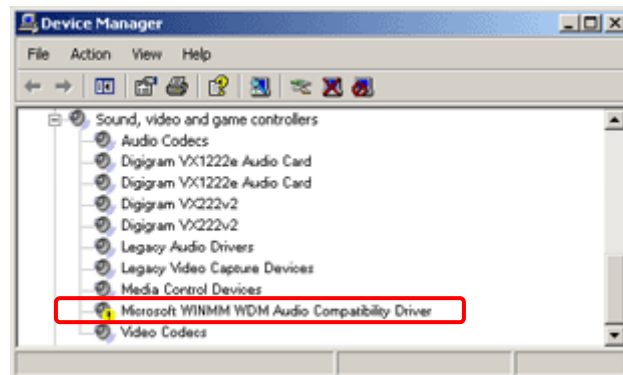 Device Manager
File Action View Help
Sound, video and game controllers
Audio Codecs
Digigram VX1222e Audio Card
Digigram VX1222e Audio Card
Digigram VX222v2
Digigram VX222v2
Legacy Audio Drivers
Legacy Video Capture Devices
Media Control Devices
Microsoft WINMM WDM Audio Compatibility Driver
Video Codecs